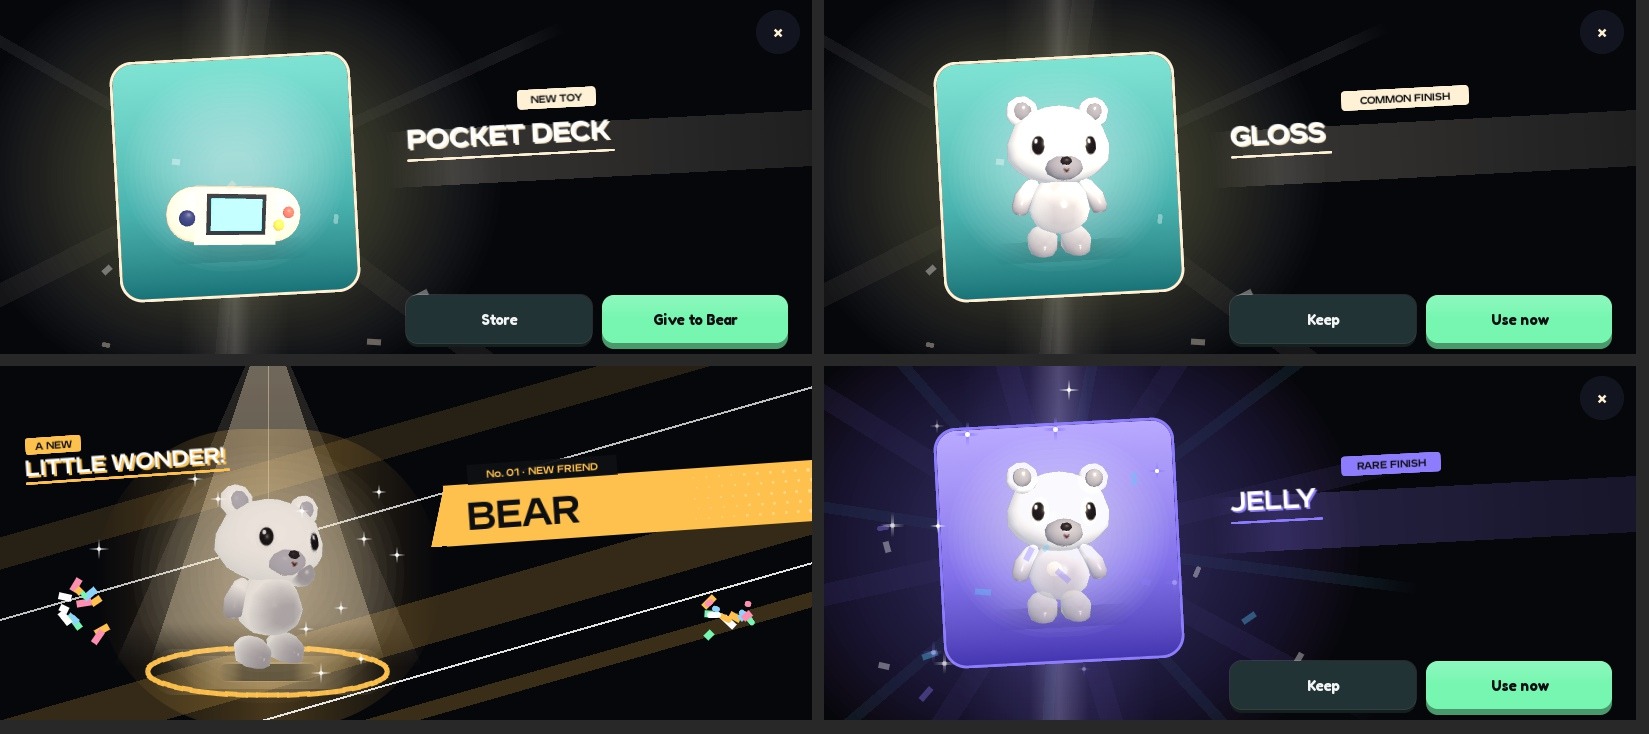 ×
NEW TOY
POCKET DECK
Store
Give to Bear
×
COMMON FINISH
GLOSS
Keep
Use now
A NEW
LITTLE WONDER!
No. 01 · NEW FRIEND
BEAR
×
RARE FINISH
JELLY
Keep
Use now